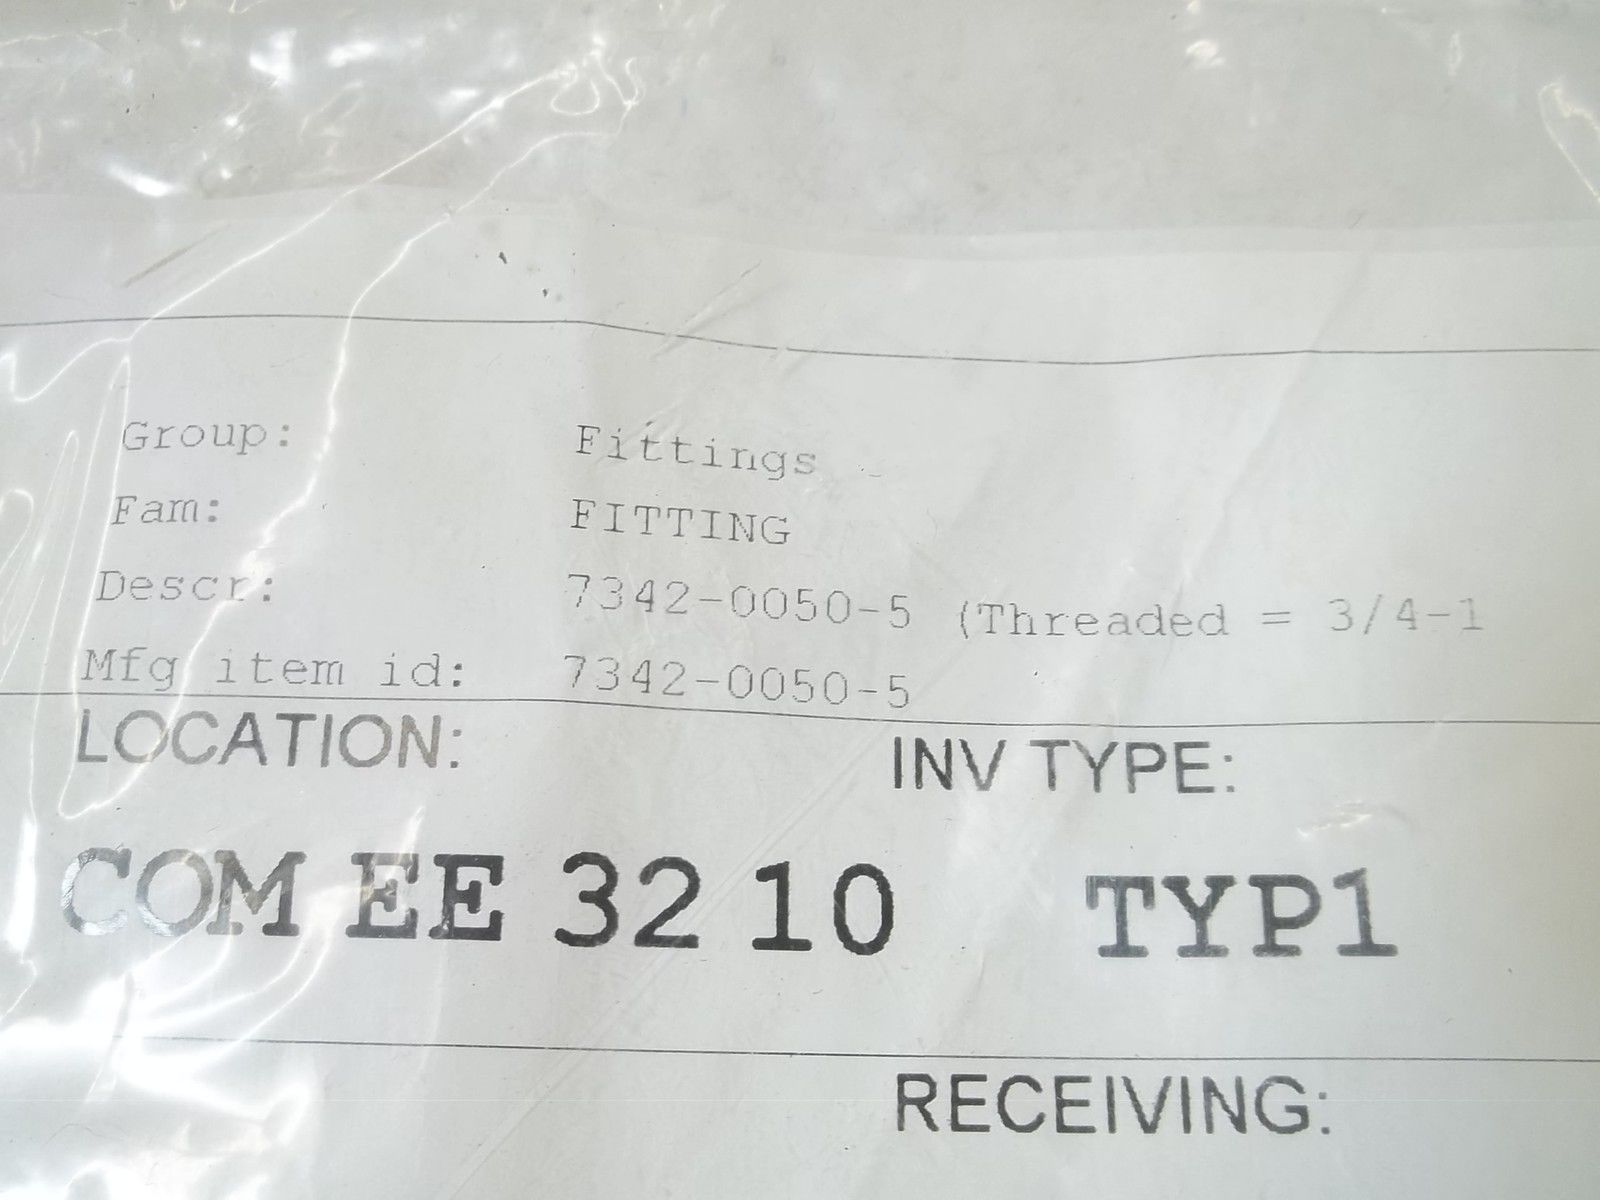 Group: Fittings
Fam: FITTING
Descr: 7342-0050-5 (Threaded = 3/4-1
Mfg item id: 7342-0050-5
LOCATION: INV TYPE:
COM EE 32 10 TYP1
RECEIVING: